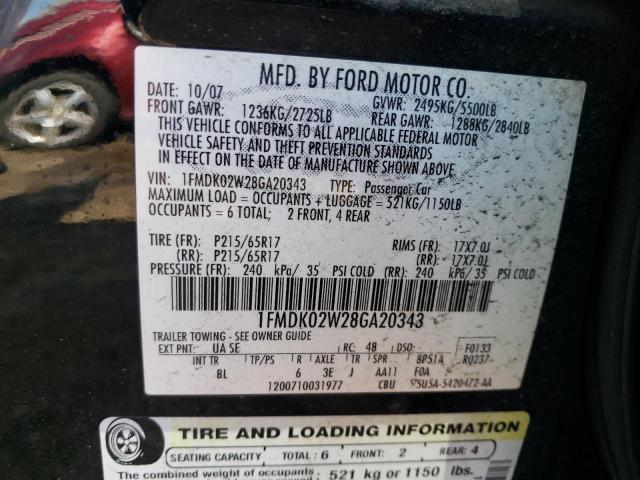 MFD. BY FORD MOTOR CO.
DATE: 10/07 GVWR: 2495KG/5500LB
FRONT GAWR: 1236KG/2725LB REAR GAWR: 1288KG/2840LB
THIS VEHICLE CONFORMS TO ALL APPLICABLE FEDERAL MOTOR
VEHICLE SAFETY AND THEFT PREVENTION STANDARDS
IN EFFECT ON THE DATE OF MANUFACTURE SHOWN ABOVE.
VIN: 1FMDK02W28GA20343 TYPE: Passenger Car
MAXIMUM LOAD = OCCUPANTS + LUGGAGE = 521KG/1150LB
OCCUPANTS = 6 TOTAL; 2 FRONT, 4 REAR
TIRE (FR): P215/65R17 RIMS (FR): 17X7.0J
(RR): P215/65R17 (RR): 17X7.0J
PRESSURE (FR): 240 kPa/ 35 PSI COLD (RR): 240 kPa/ 35 PSI COLD
1FMDK02W28GA20343
TRAILER TOWING - SEE OWNER GUIDE F0133
EXT PNT: UA SE RC: 48 DSO: R0237
INT TR TP/PS R AXLE TR SPR 8P51A
BL 6 3E J AA11 F0A
1200710031977 CBU 5U5A-5420472-AA
TIRE AND LOADING INFORMATION
SEATING CAPACITY TOTAL: 6 FRONT: 2 REAR: 4
The combined weight of occupants 521 kg or 1150 lbs.